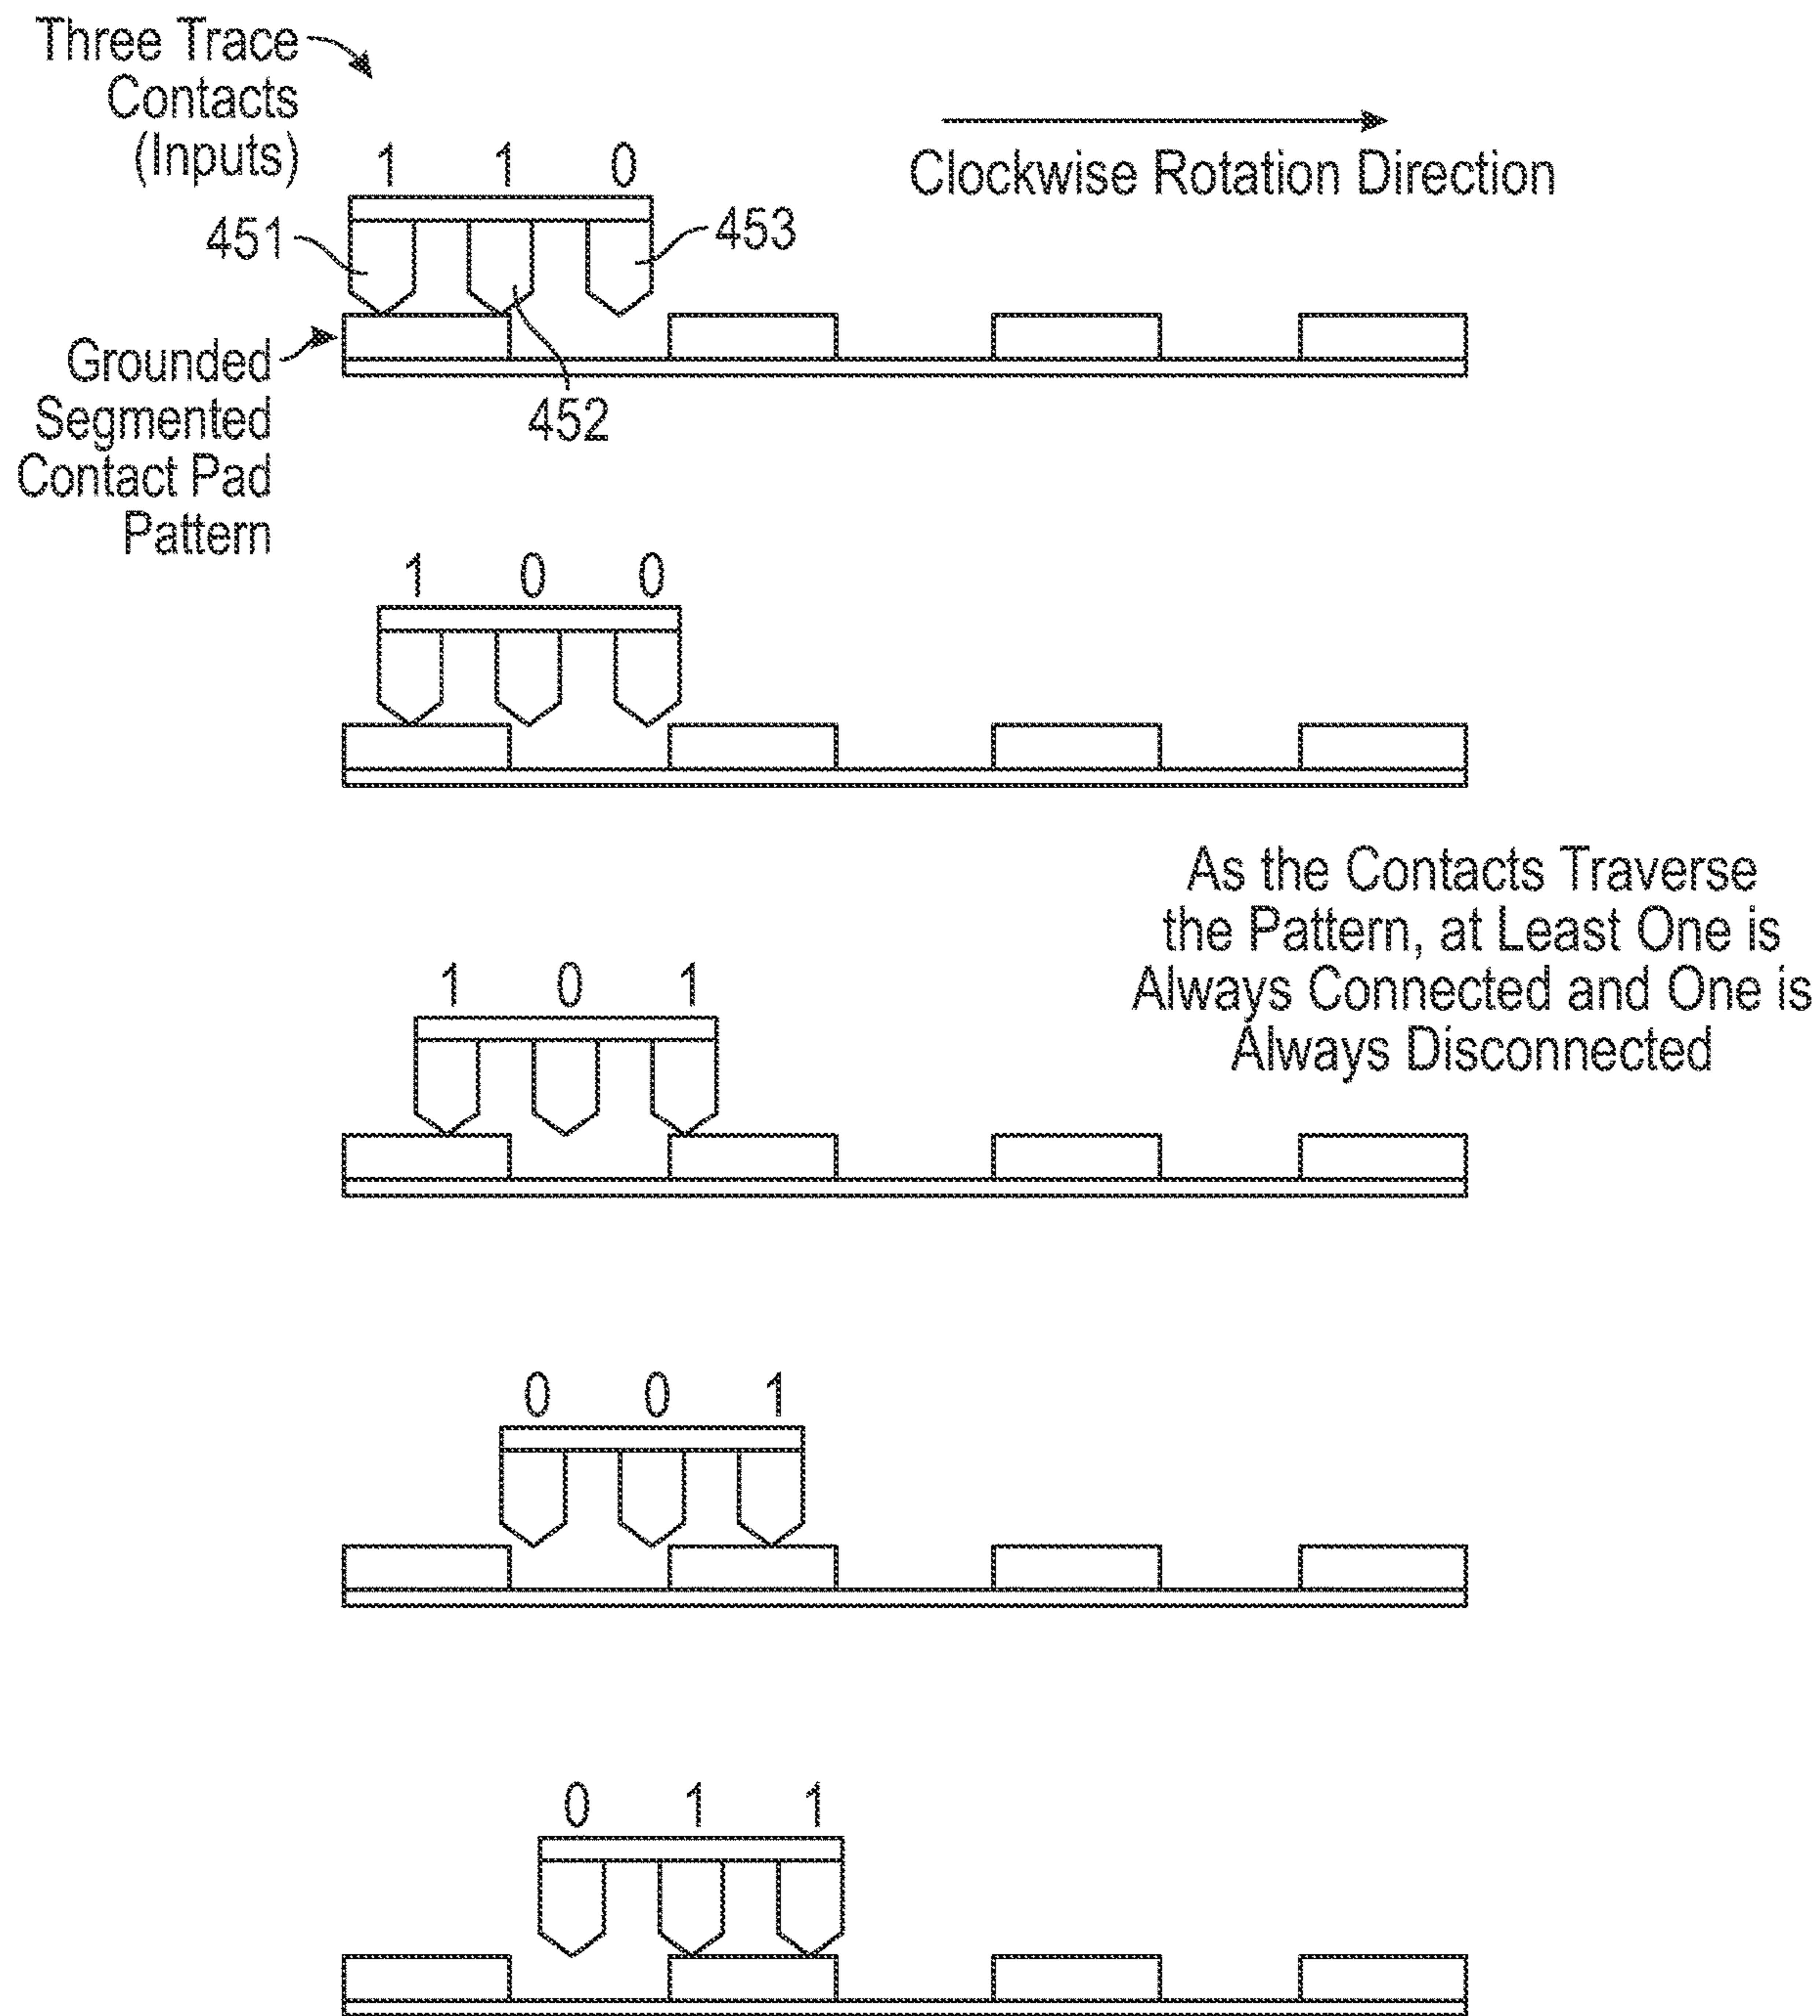 Three Trace
Contacts
(Inputs)
Clockwise Rotation Direction
1 1 0
451
453
452
Grounded
Segmented
Contact Pad
Pattern
1 0 0
As the Contacts Traverse
the Pattern, at Least One is
Always Connected and One is
Always Disconnected
1 0 1
0 0 1
0 1 1